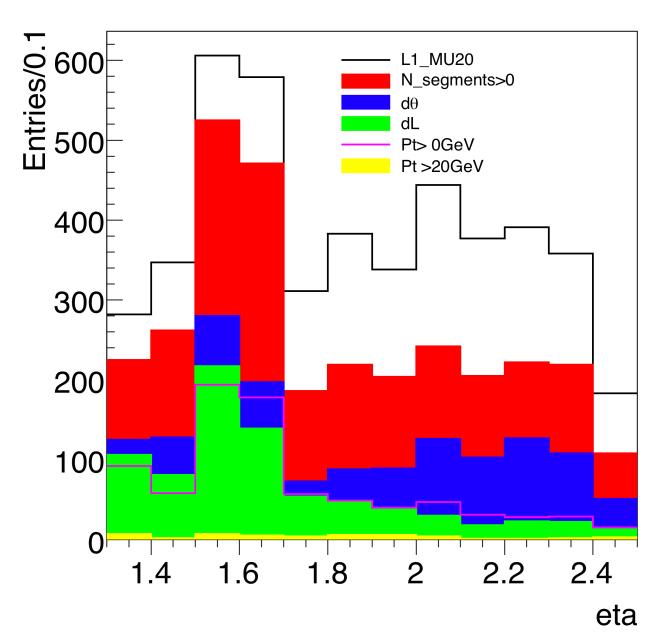 Entries/0.1
600
500
400
300
200
100
0
L1_MU20
N_segments>0
dθ
dL
Pt> 0GeV
Pt >20GeV
1.4 1.6 1.8 2 2.2 2.4
eta